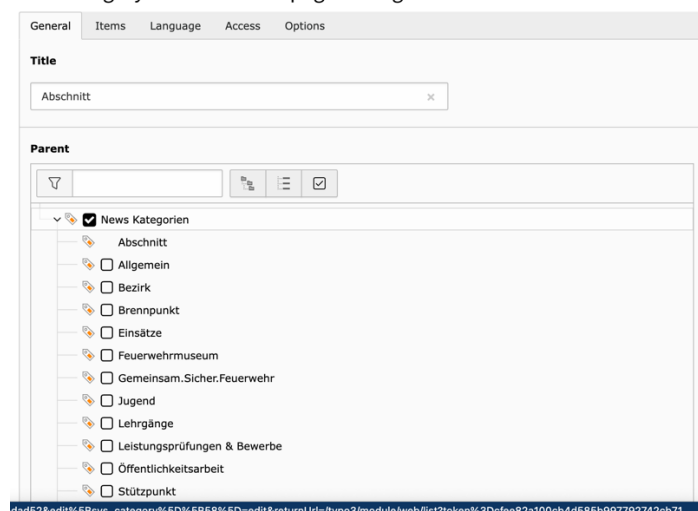 General Items Language Access Options
Title
Abschnitt
Parent
News Kategorien
Abschnitt
Allgemein
Bezirk
Brennpunkt
Einsätze
Feuerwehrmuseum
Gemeinsam.Sicher.Feuerwehr
Jugend
Lehrgänge
Leistungsprüfungen & Bewerbe
Öffentlichkeitsarbeit
Stützpunkt